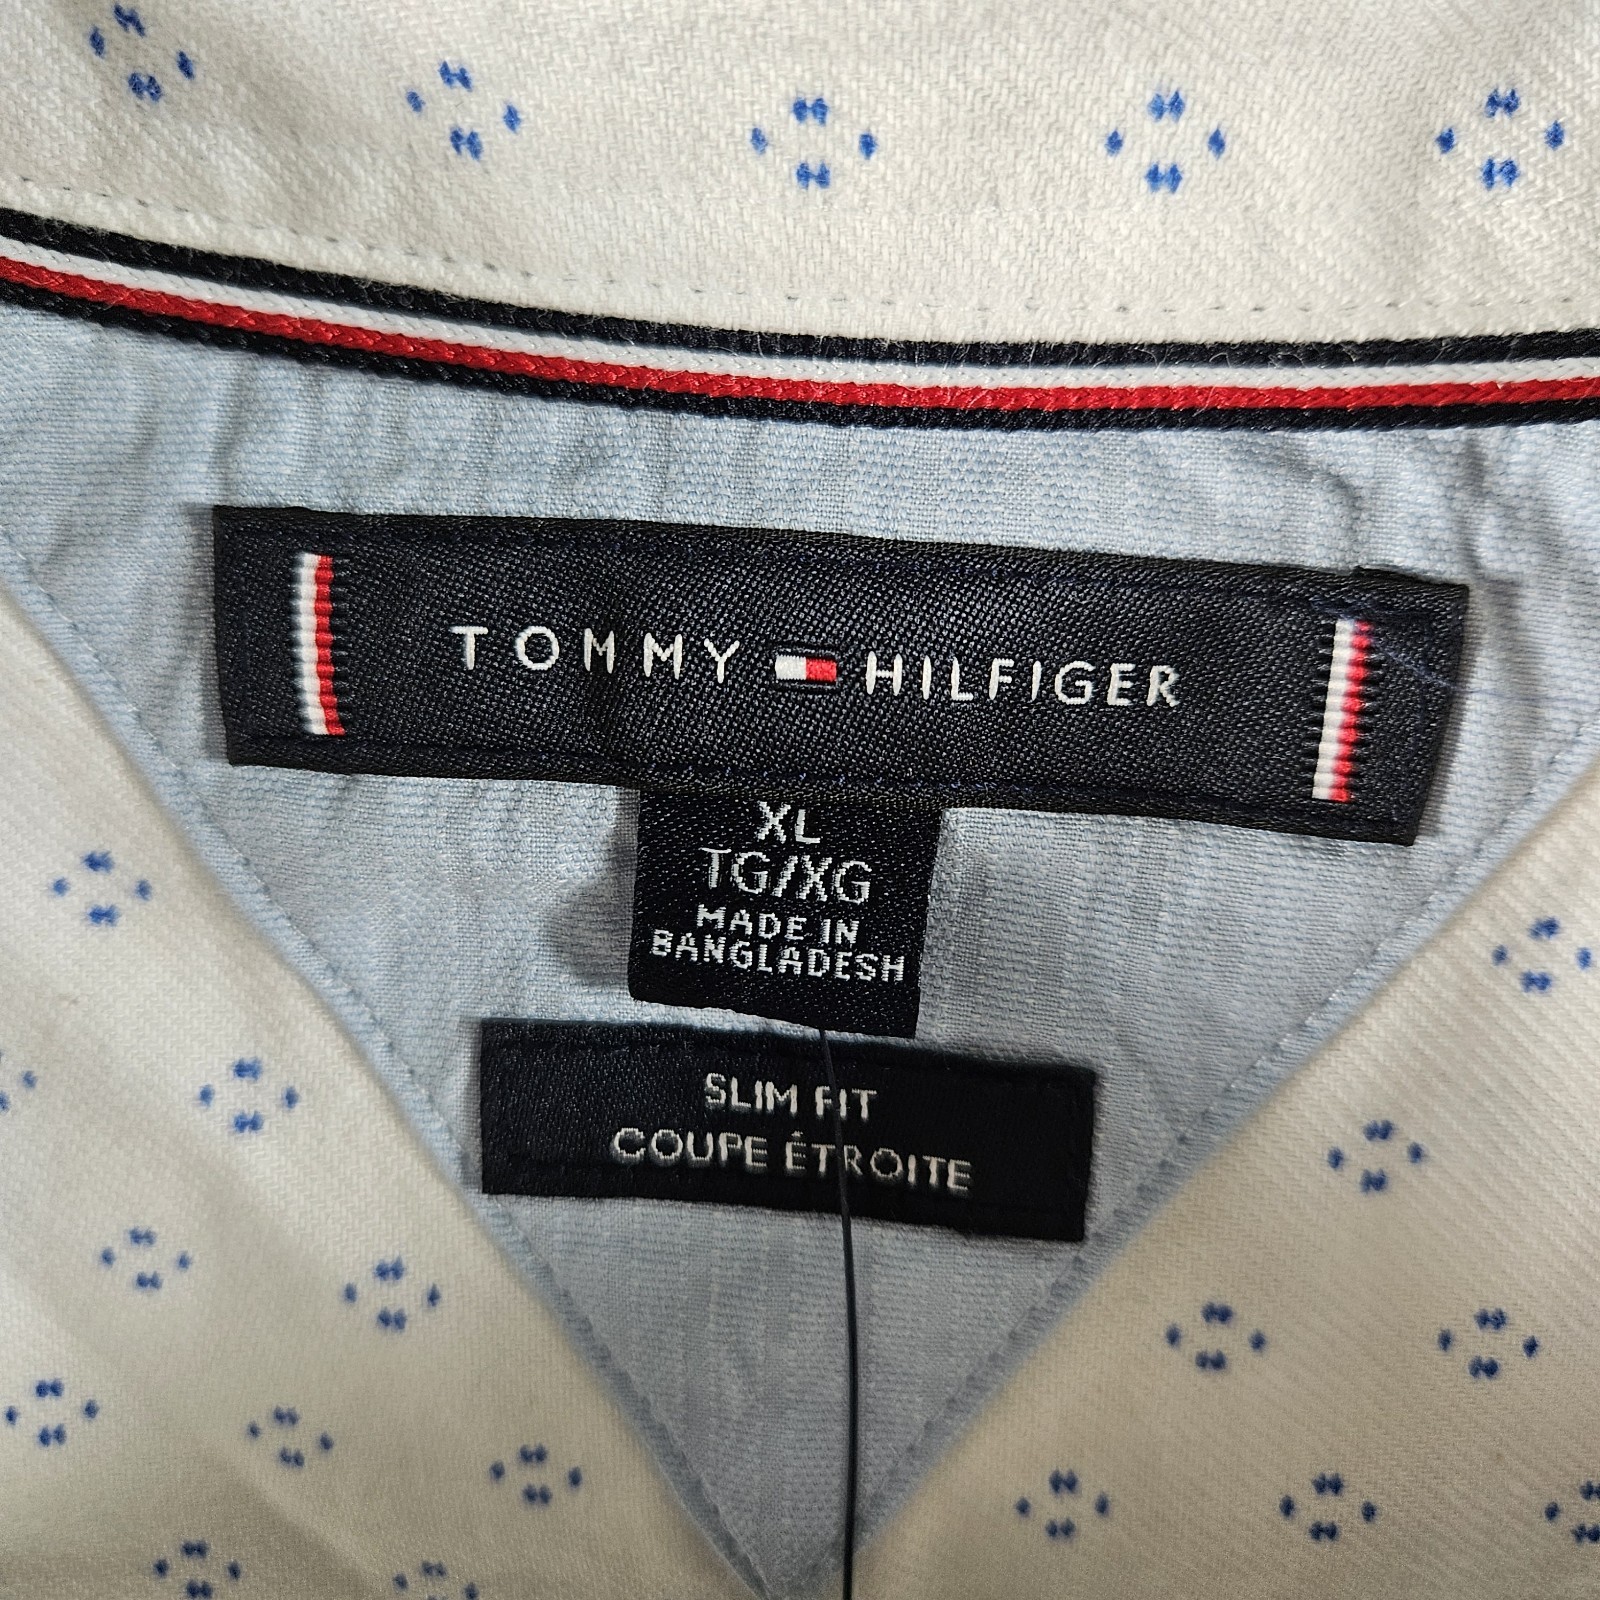 TOMMY HILFIGER
XL
TG/XG
MADE IN
BANGLADESH
SLIM FIT
COUPE ÉTROITE